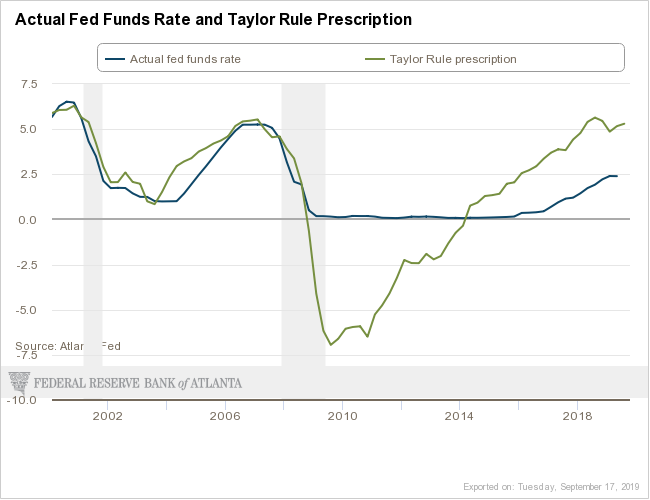 Actual Fed Funds Rate and Taylor Rule Prescription
Actual fed funds rate Taylor Rule prescription
7.5
5.0
2.5
0.0
-2.5
-5.0
Source: Atlan Fed
-7.5
FEDERAL RESERVE BANK of ATLANTA
-10.0
2002 2006 2010 2014 2018
Exported on: Tuesday, September 17, 2019